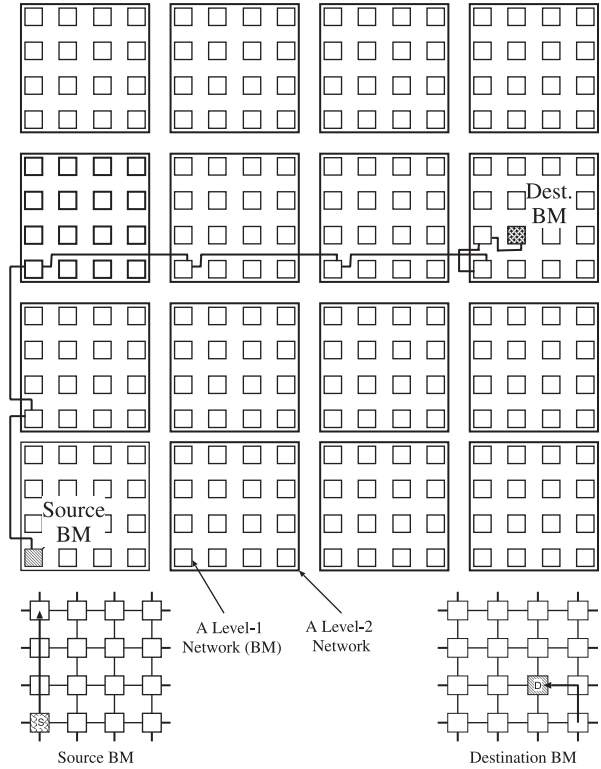 Dest.
BM
Source
BM
A Level-1
Network (BM)
A Level-2
Network
S
D
Source BM
Destination BM